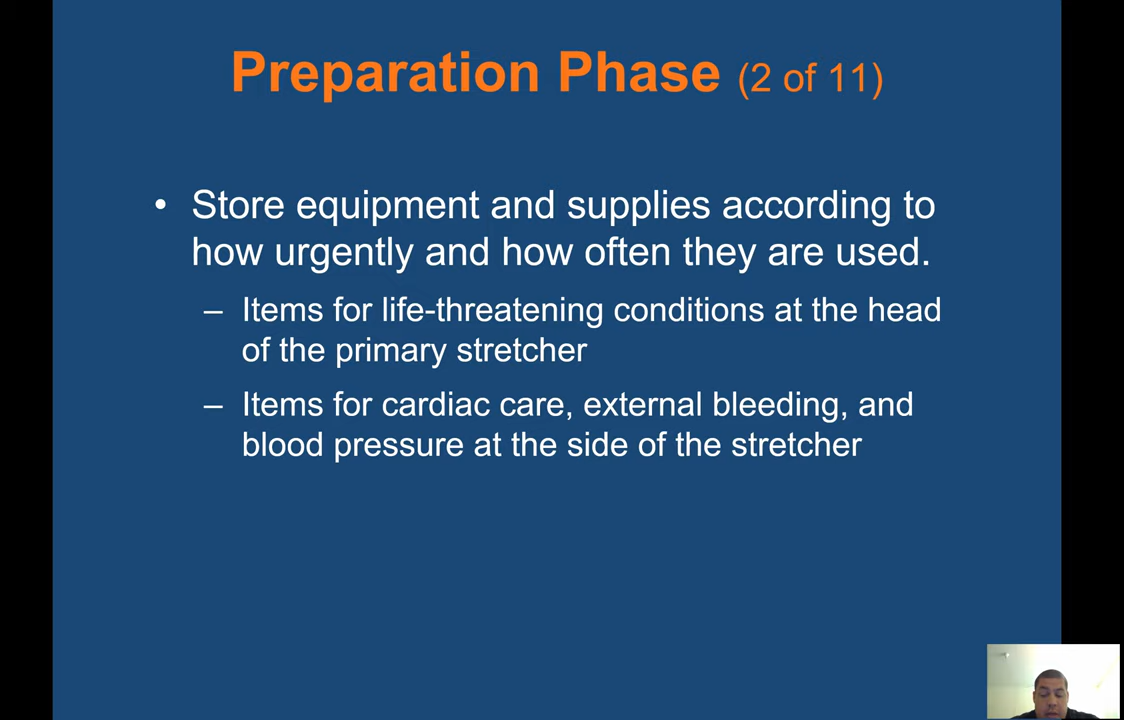 Preparation Phase (2 of 11)
• Store equipment and supplies according to
how urgently and how often they are used.
– Items for life-threatening conditions at the head
of the primary stretcher
– Items for cardiac care, external bleeding, and
blood pressure at the side of the stretcher